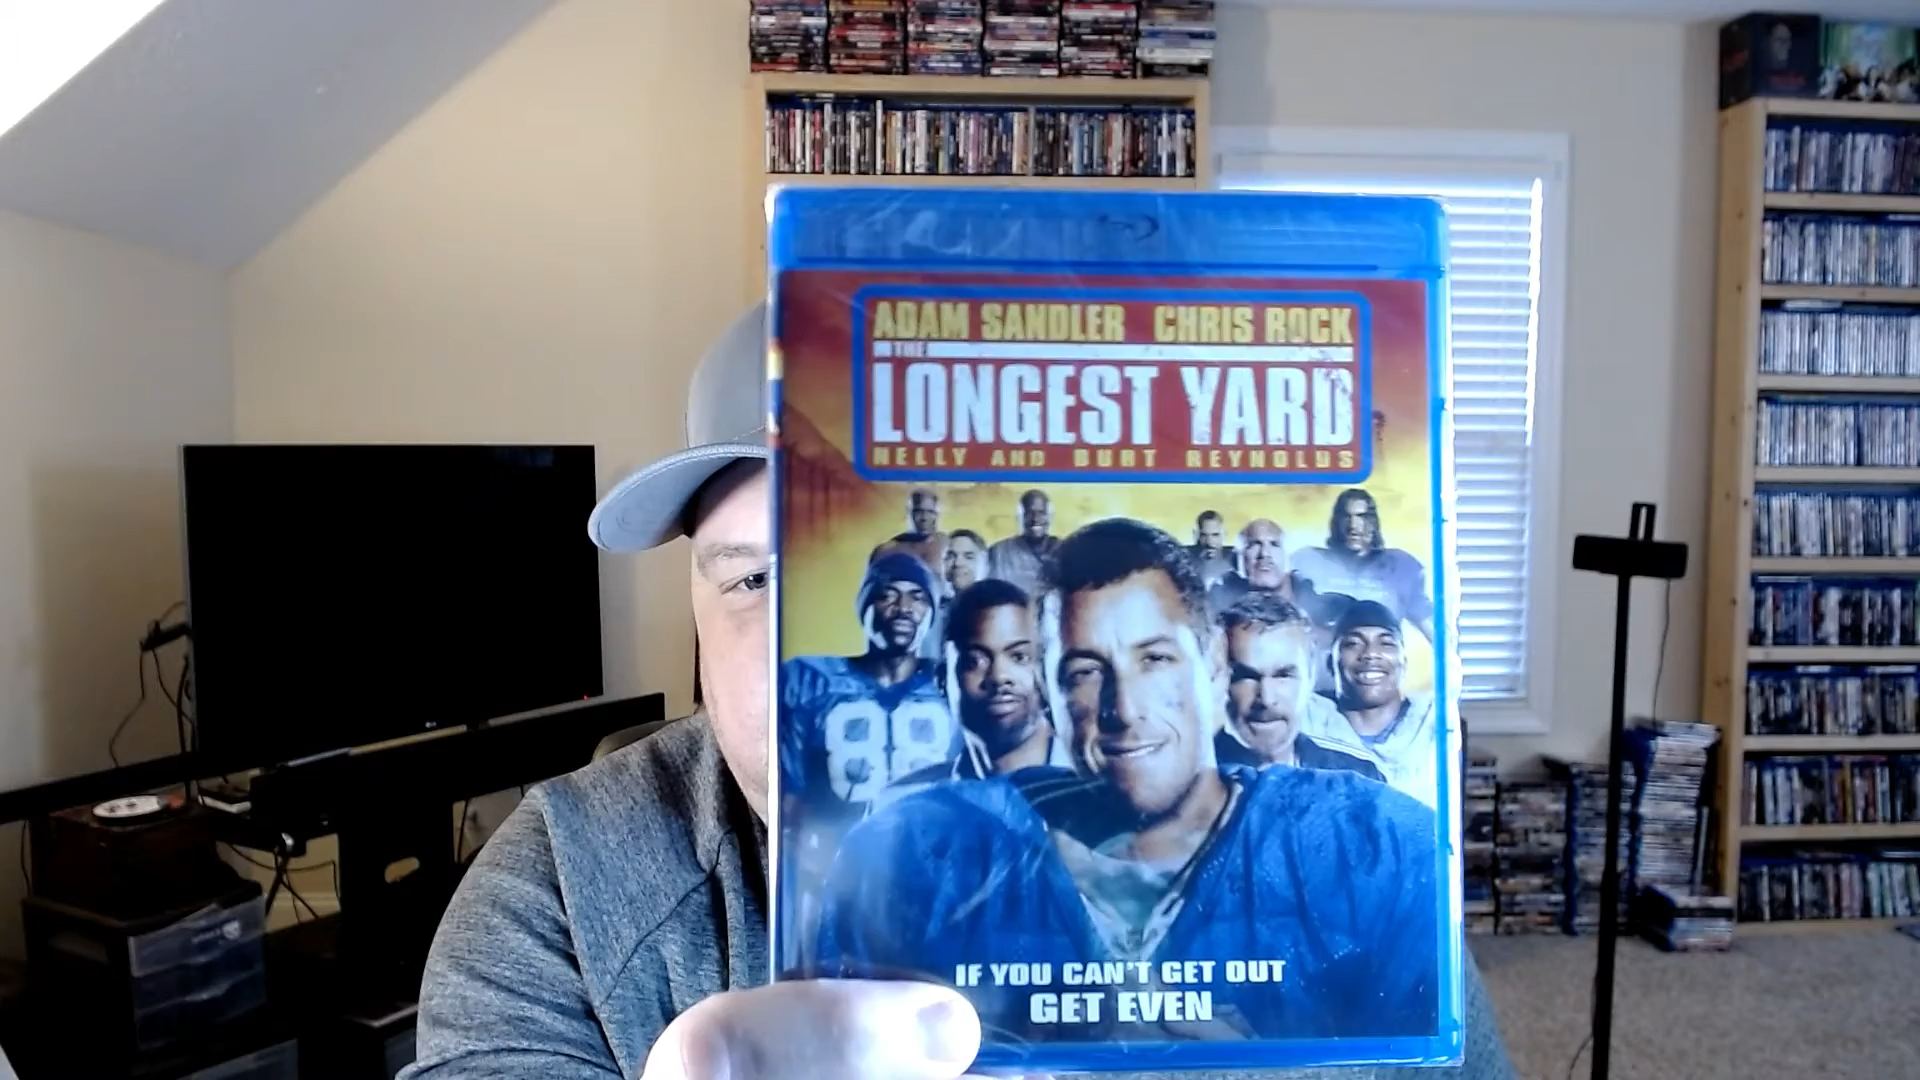 ADAM SANDLER CHRIS ROCK
THE
LONGEST YARD
NELLY AND BURT REYNOLDS
88
IF YOU CAN'T GET OUT
GET EVEN